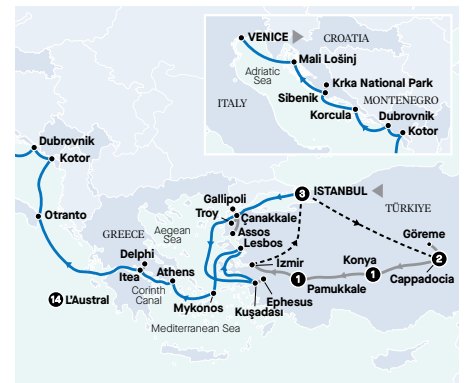 VENICE
CROATIA
Mali Lošinj
Adriatic
Sea
Krka National Park
Sibenik
ITALY
MONTENEGRO
Korcula
Dubrovnik
Kotor
Dubrovnik
Kotor
Gallipoli
3
ISTANBUL
Troy
Çanakkale
TÜRKIYE
Otranto
Aegean
Sea
Assos
GREECE
Lesbos
Göreme
Delphi
Izmir
Konya
2
Itea
Athens
1
1
Cappadocia
Corinth
Canal
Pamukkale
14
L'Austral
Mykonos
Ephesus
Kuşadası
Mediterranean Sea